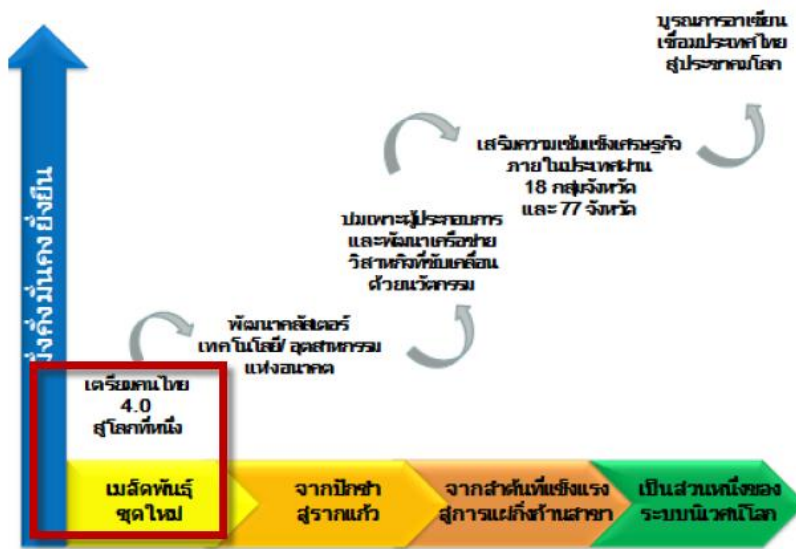 บูรณาการอาเซียน
เชื่อมประเทศไทย
สู่ประชาคมโลก
เสริมความเข้มแข็งเศรษฐกิจ
ภายในประเทศผ่าน
18 กลุ่มจังหวัด
และ 77 จังหวัด
บ่มเพาะผู้ประกอบการ
และพัฒนาเครือข่าย
วิสาหกิจที่ขับเคลื่อน
ด้วยนวัตกรรม
พัฒนาคลัสเตอร์
เทคโนโลยี/ อุตสาหกรรม
แห่งอนาคต
เตรียมคนไทย
4.0
สู่โลกที่หนึ่ง
มั่งคั่ง มั่นคง ยั่งยืน
เมล็ดพันธุ์
ชุดใหม่
จากปักชำ
สู่รากแก้ว
จากลำต้นที่แข็งแรง
สู่การแผ่กิ่งก้านสาขา
เป็นส่วนหนึ่งของ
ระบบนิเวศน์โลก